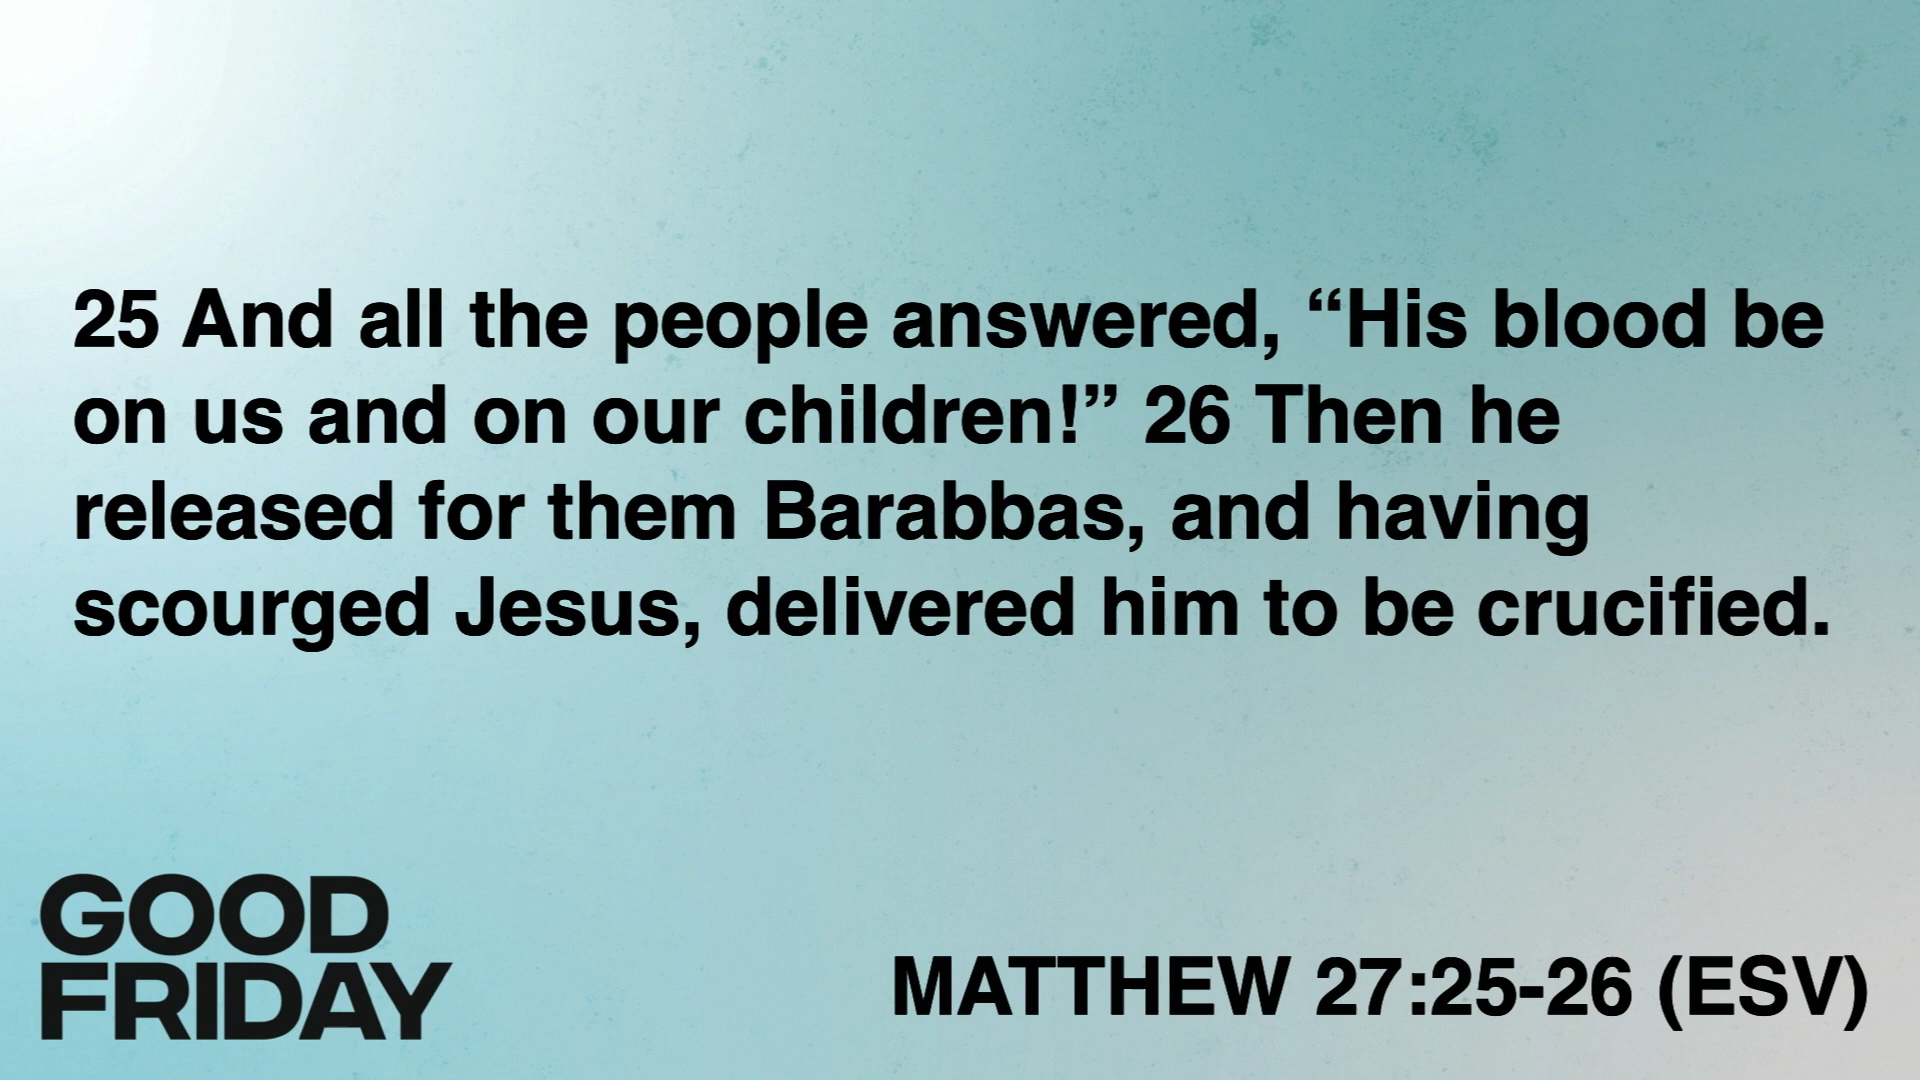 25 And all the people answered, “His blood be
on us and on our children!” 26 Then he
released for them Barabbas, and having
scourged Jesus, delivered him to be crucified.
GOOD
FRIDAY
MATTHEW 27:25-26 (ESV)